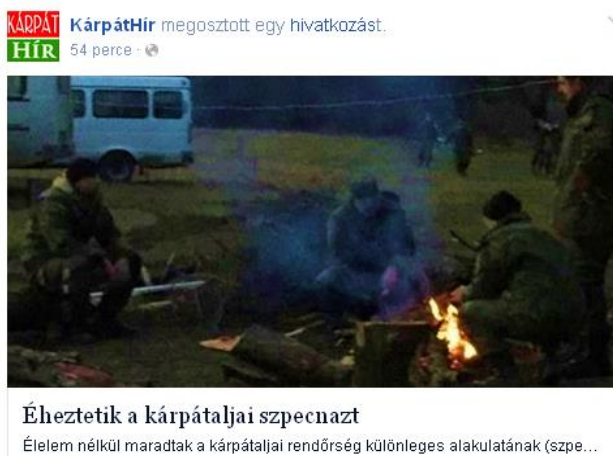 KÁRPÁT
HÍR
KárpátHír megosztott egy hivatkozást.
54 perce
Éheztetik a kárpátaljai szpecnazt
Élelem nélkül maradtak a kárpátaljai rendőrség különleges alakulatának (szpe...